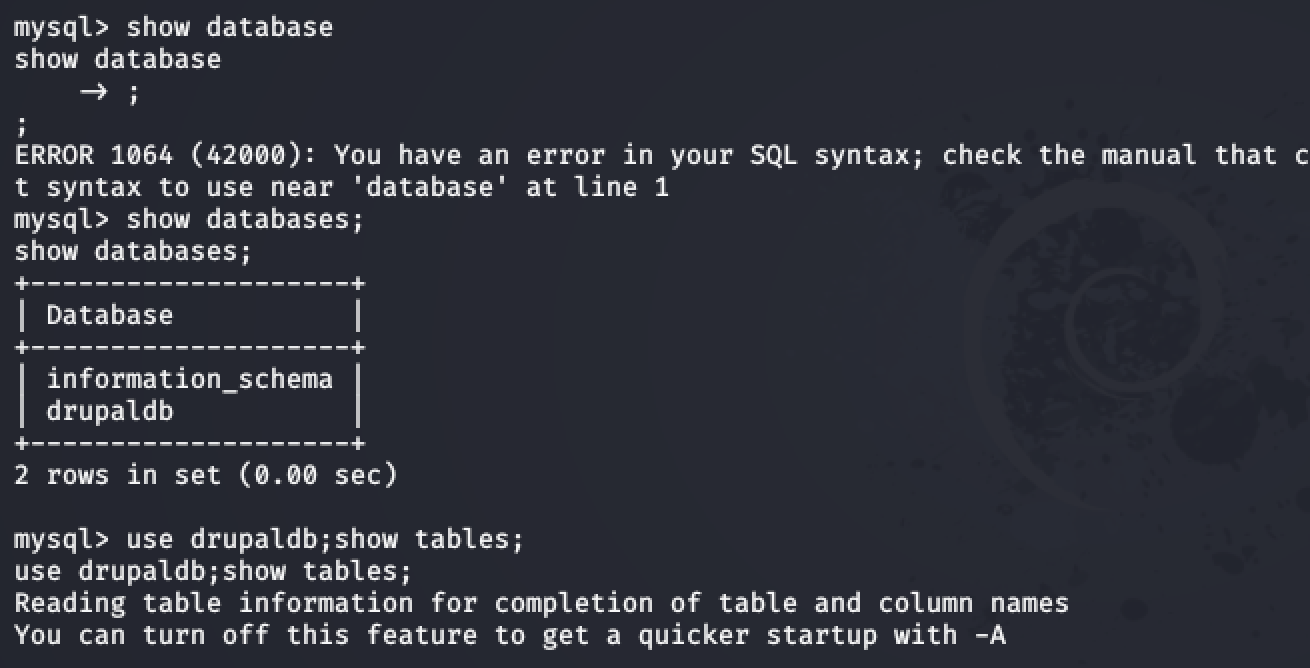 mysql> show database
show database
    → ;
;
ERROR 1064 (42000): You have an error in your SQL syntax; check the manual that c
t syntax to use near 'database' at line 1
mysql> show databases;
show databases;
+--------------------+
| Database           |
+--------------------+
| information_schema |
| drupaldb           |
+--------------------+
2 rows in set (0.00 sec)

mysql> use drupaldb;show tables;
use drupaldb;show tables;
Reading table information for completion of table and column names
You can turn off this feature to get a quicker startup with -A